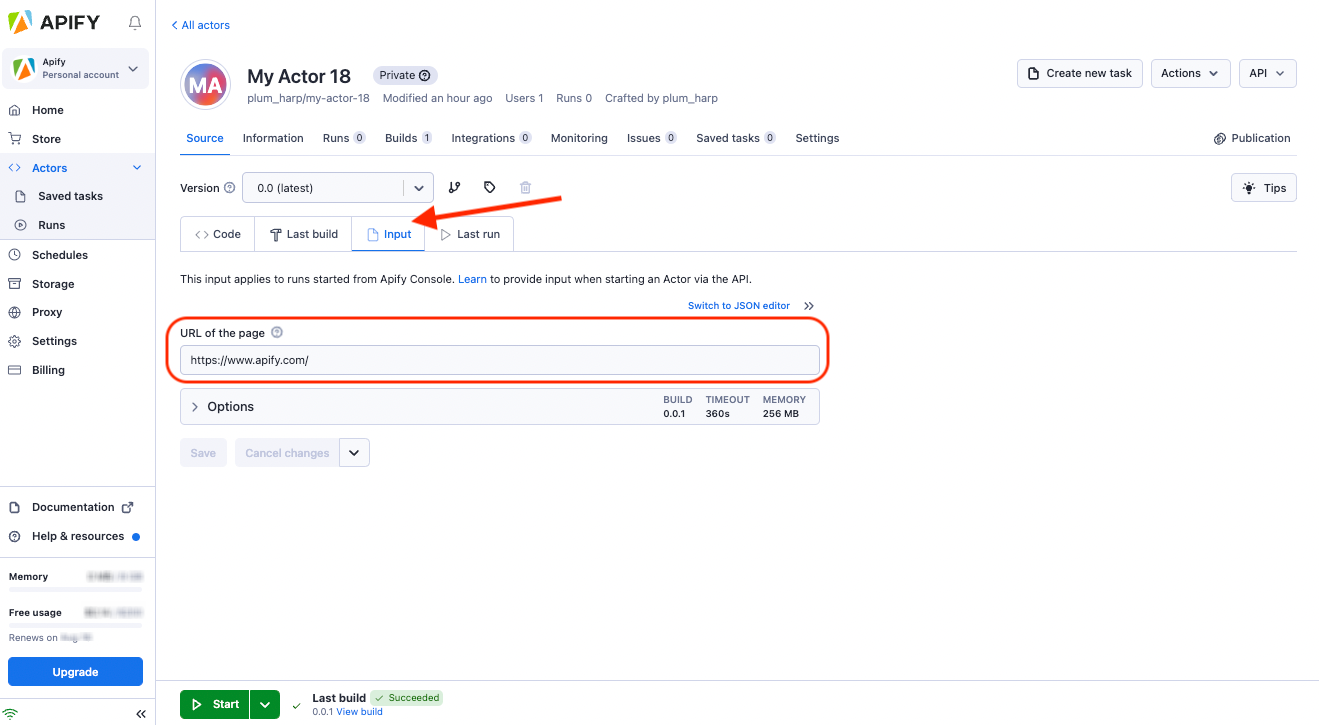 APIFY
Apify
Personal account
Home
Store
Actors
Saved tasks
Runs
Schedules
Storage
Proxy
Settings
Billing
Documentation
Help & resources
Memory
Free usage
Renews on
Upgrade
All actors
MA
My Actor 18 Private
plum_harp/my-actor-18 Modified an hour ago Users 1 Runs 0 Crafted by plum_harp
Create new task Actors API
Source Information Runs 0 Builds 1 Integrations 0 Monitoring Issues 0 Saved tasks 0 Settings Publication
Version 0.0 (latest) Tips
Code Last build Input Last run
This input applies to runs started from Apify Console. Learn to provide input when starting an Actor via the API.
Switch to JSON editor
URL of the page
https://www.apify.com/
Options
BUILD TIMEOUT MEMORY
0.0.1 360s 256 MB
Save Cancel changes
Start
Last build Succeeded
0.0.1 View build